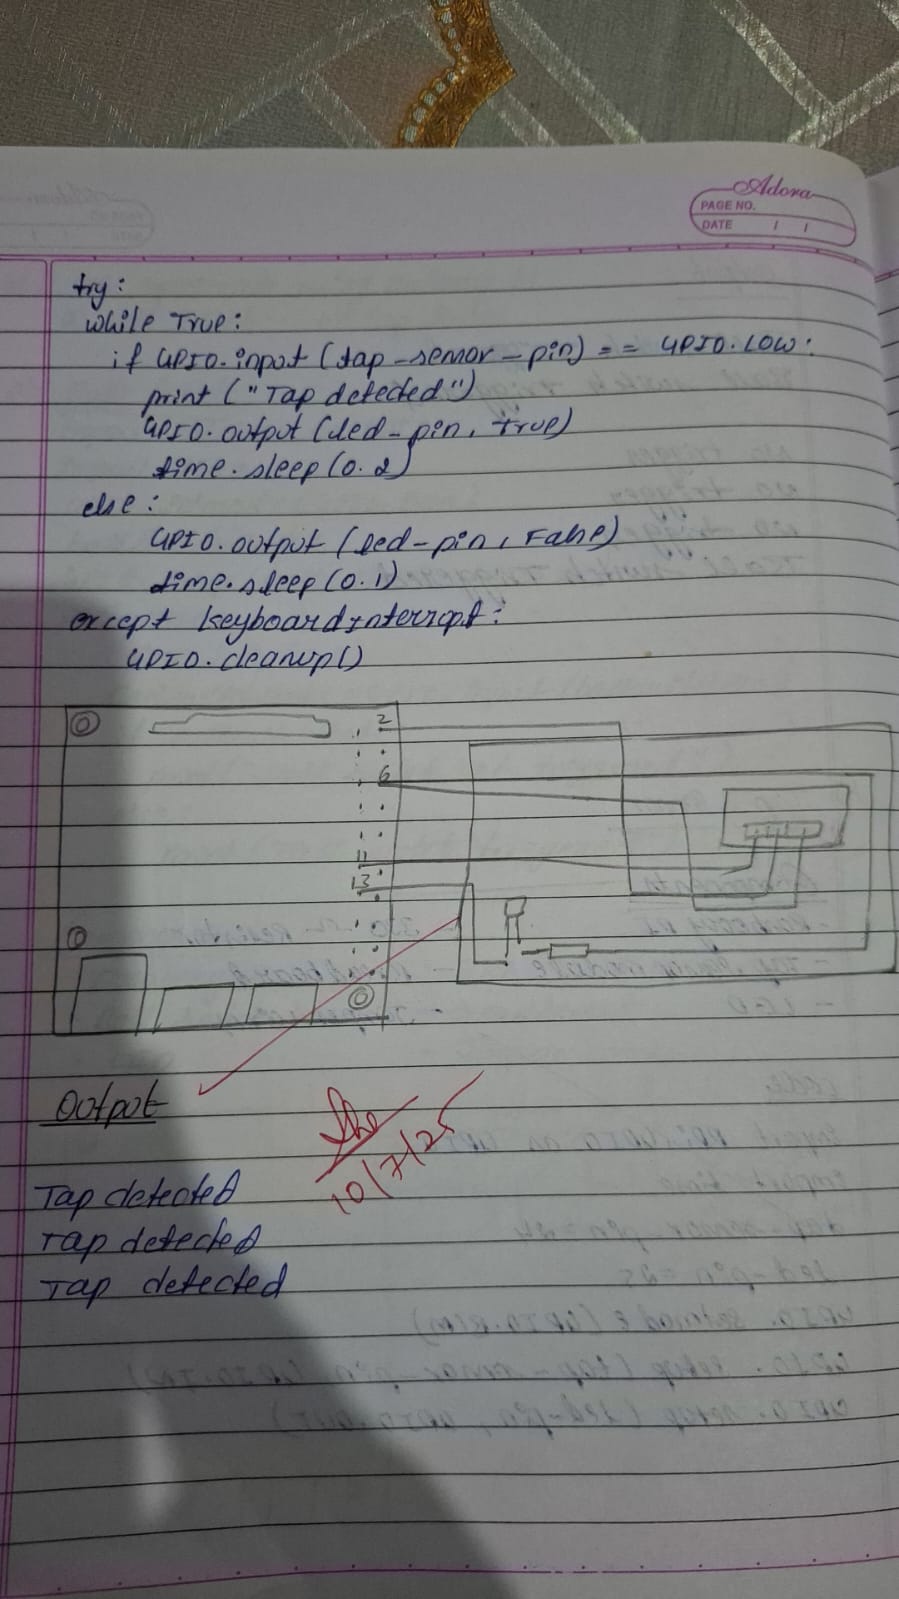 Adora
PAGE NO.
DATE / /
try:
while True:
if GPIO.input (tap-sensor-pin) == GPIO.LOW:
print ("Tap detected")
GPIO.output (led-pin, True)
time.sleep(0.2)
else:
GPIO.output (led-pin, False)
time.sleep(0.1)
except KeyboardInterrupt:
GPIO.cleanup()
2
6
11
13
Output
10/7/25
Tap detected
Tap detected
Tap detected